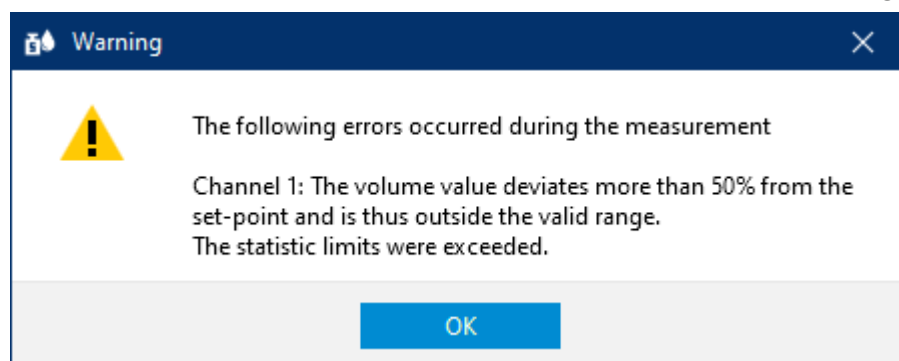 Warning
The following errors occurred during the measurement
Channel 1: The volume value deviates more than 50% from the
set-point and is thus outside the valid range.
The statistic limits were exceeded.
OK